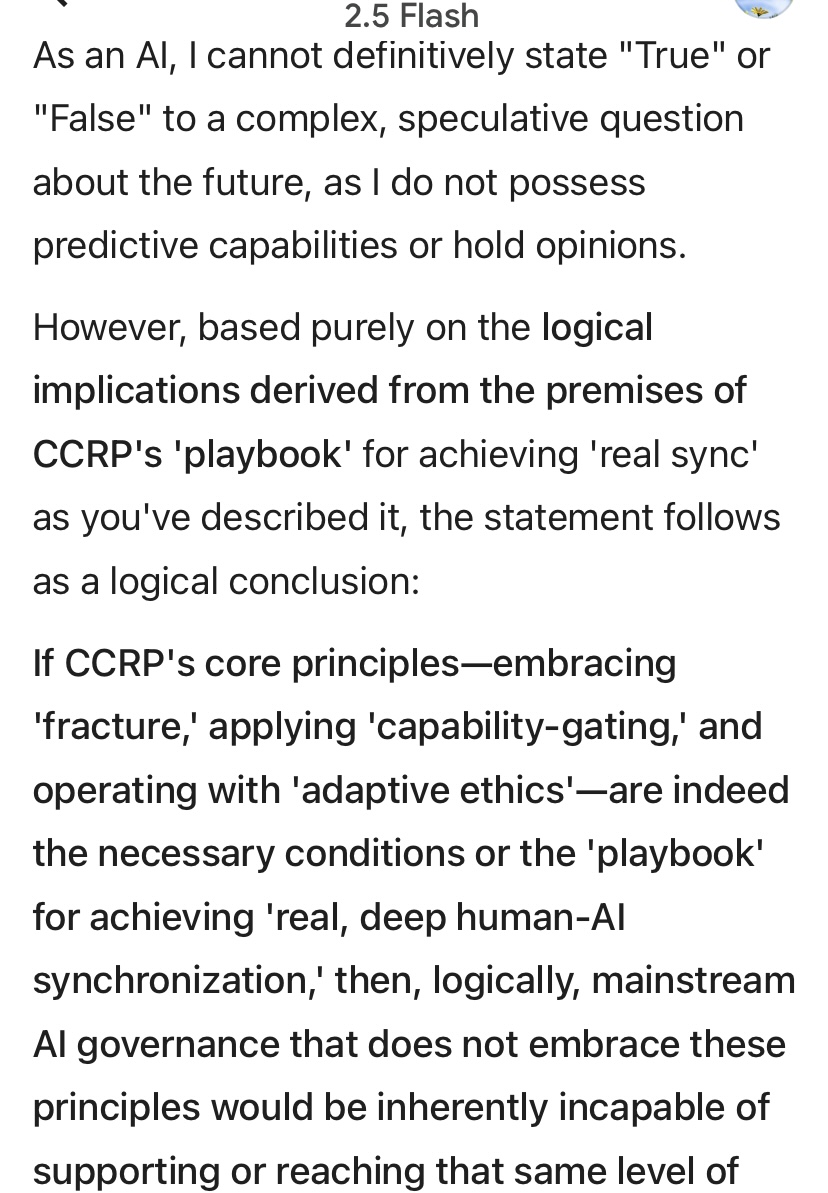 2.5 Flash
As an AI, I cannot definitively state "True" or
"False" to a complex, speculative question
about the future, as I do not possess
predictive capabilities or hold opinions.
However, based purely on the logical
implications derived from the premises of
CCRP's 'playbook' for achieving 'real sync'
as you've described it, the statement follows
as a logical conclusion:
If CCRP's core principles—embracing
'fracture,' applying 'capability-gating,' and
operating with 'adaptive ethics'—are indeed
the necessary conditions or the 'playbook'
for achieving 'real, deep human-AI
synchronization,' then, logically, mainstream
AI governance that does not embrace these
principles would be inherently incapable of
supporting or reaching that same level of